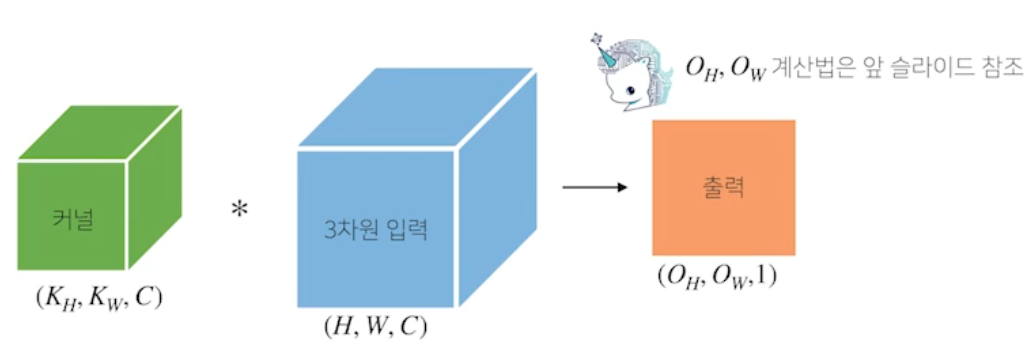 O_H, O_W 계산법은 앞 슬라이드 참조
커널
*
3차원 입력
출력
(K_H, K_W, C)
(H, W, C)
(O_H, O_W,1)